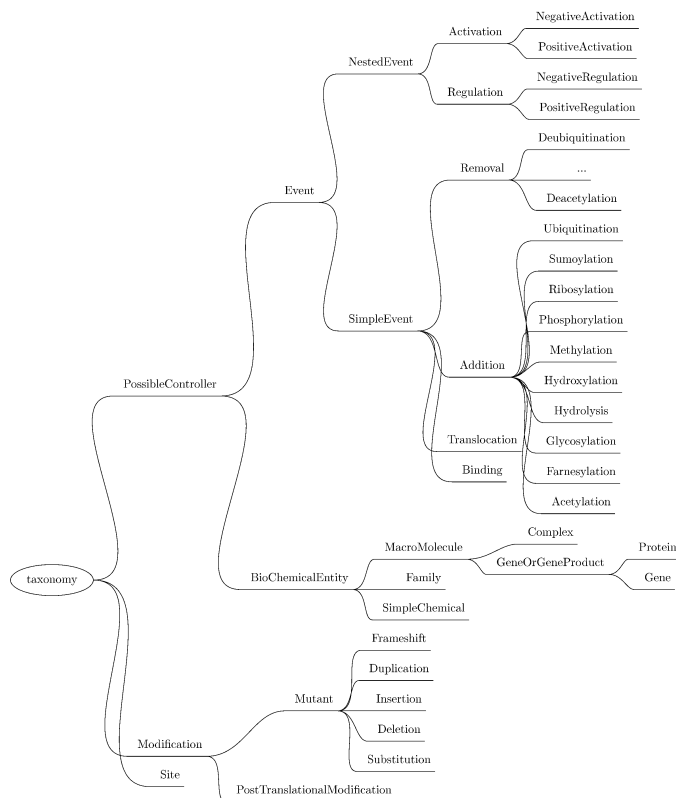 NegativeActivation
Activation
PositiveActivation
NestedEvent
NegativeRegulation
Regulation
PositiveRegulation
Deubiquitination
Removal
...
Deacetylation
Event
Ubiquitination
Sumoylation
Ribosylation
SimpleEvent
Phosphorylation
Methylation
Addition
Hydroxylation
PossibleController
Hydrolysis
Translocation
Glycosylation
Binding
Farnesylation
Acetylation
Complex
MacroMolecule
Protein
GeneOrGeneProduct
taxonomy
BioChemicalEntity
Family
Gene
SimpleChemical
Frameshift
Duplication
Mutant
Insertion
Deletion
Modification
Substitution
Site
PostTranslationalModification